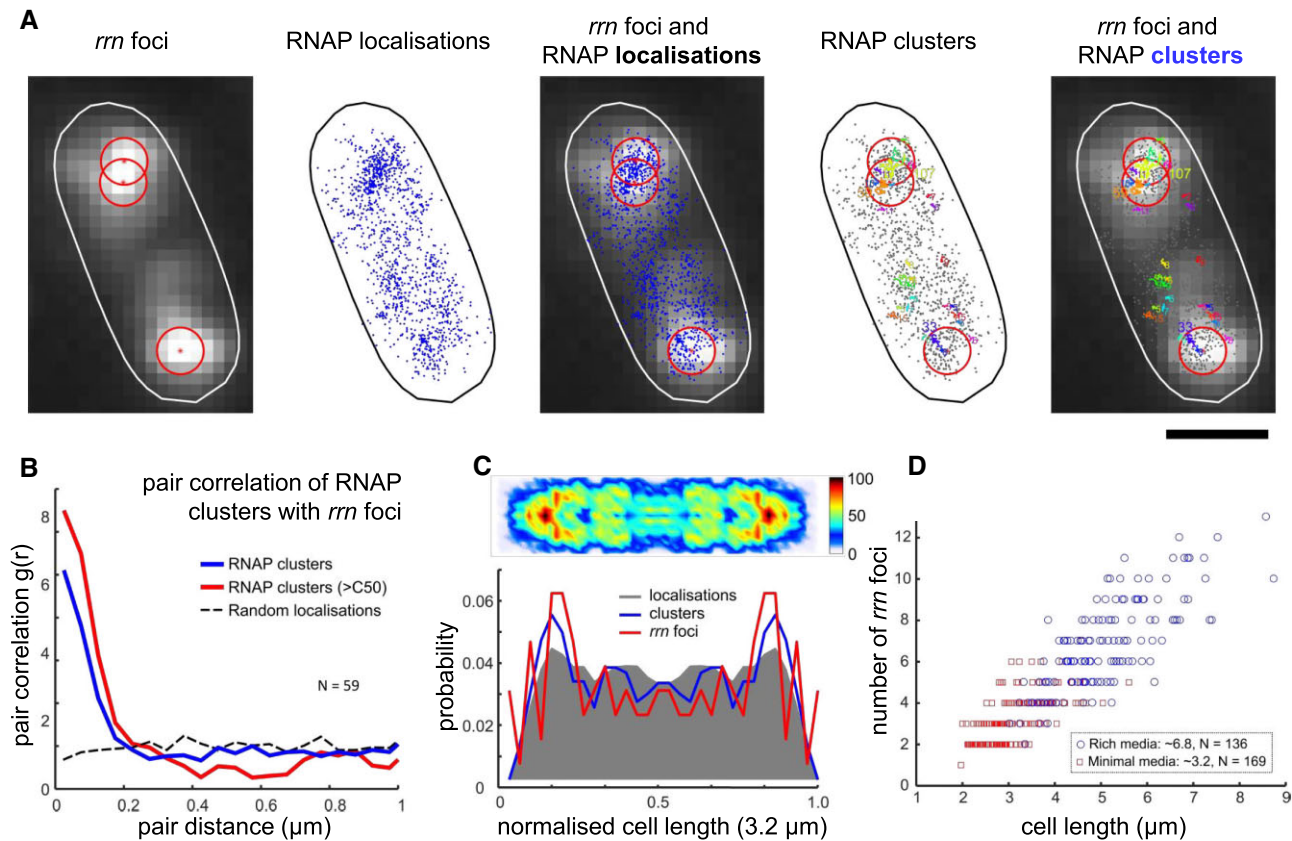 A
rrn foci
RNAP localisations
rrn foci and
RNAP localisations
RNAP clusters
rrn foci and
RNAP clusters
107
33
107
33
B
pair correlation of RNAP
clusters with rrn foci
RNAP clusters
RNAP clusters (>C50)
Random localisations
N = 59
pair correlation g(r)
8
6
4
2
0
0
0.2
0.4
0.6
0.8
1
pair distance (µm)
C
100
50
0
localisations
clusters
rrn foci
probability
0.06
0.04
0.02
0
0
0.5
1.0
normalised cell length (3.2 µm)
D
number of rrn foci
12
10
8
6
4
2
0
Rich media: ~6.8, N = 136
Minimal media: ~3.2, N = 169
1
2
3
4
5
6
7
8
9
cell length (µm)